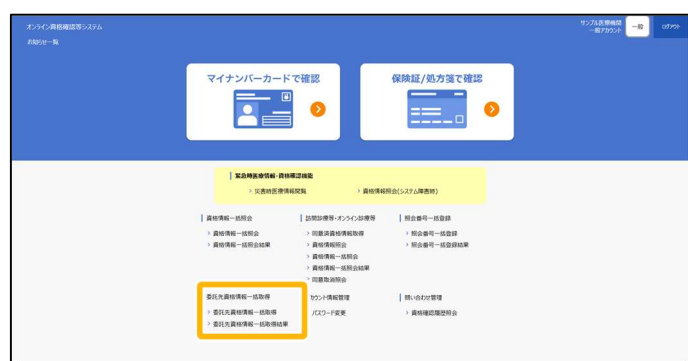 オンライン資格確認等システム
お知らせ一覧
サンプル医療機関
一般アカウント
一般
ログアウト
マイナンバーカードで確認
保険証/処方箋で確認
緊急時医療情報・資格確認機能
災害時医療情報閲覧
資格情報照会(システム障害時)
資格情報一括照会
資格情報一括照会
資格情報一括照会結果
訪問診療等・オンライン診療等
同意済資格情報取得
資格情報照会
資格情報一括照会
資格情報一括照会結果
同意取消照会
照会番号一括登録
照会番号一括登録
照会番号一括登録結果
委託先資格情報一括取得
委託先資格情報一括取得
委託先資格情報一括取得結果
カウント情報管理
パスワード変更
問い合わせ管理
資格確認履歴照会